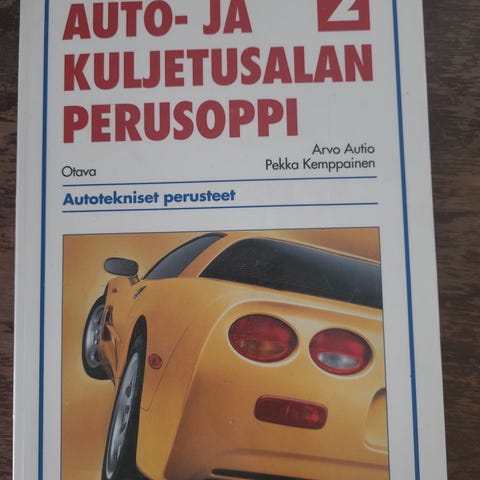 AUTO- JA 2
KULJETUSALAN
PERUSOPPI
Arvo Autio
Otava Pekka Kemppainen
Autotekniset perusteet